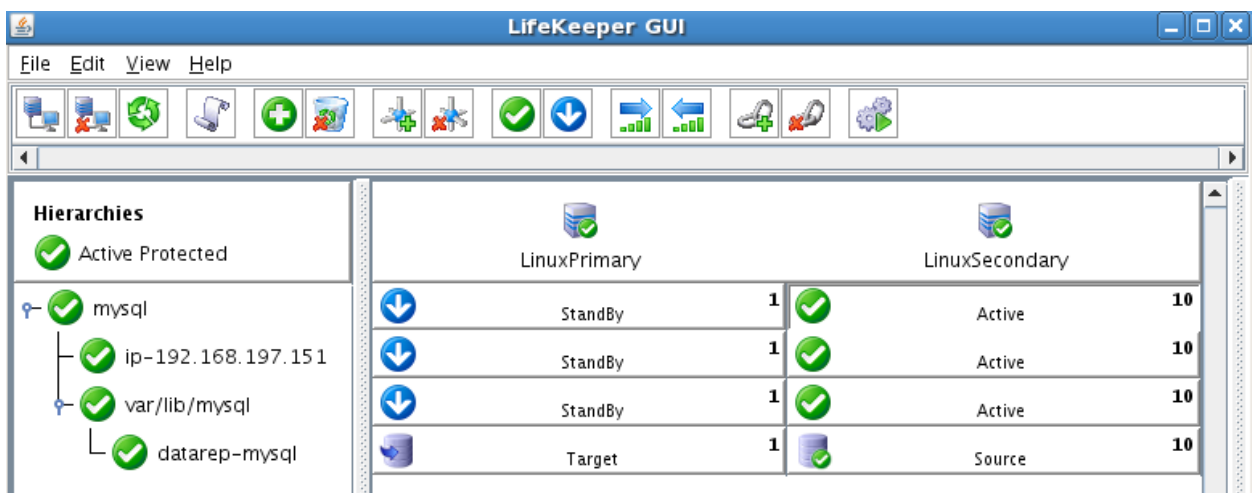 LifeKeeper GUI
File Edit View Help
Hierarchies
Active Protected
LinuxPrimary LinuxSecondary
mysql StandBy 1 Active 10
ip-192.168.197.151 StandBy 1 Active 10
var/lib/mysql StandBy 1 Active 10
datarep-mysql Target 1 Source 10